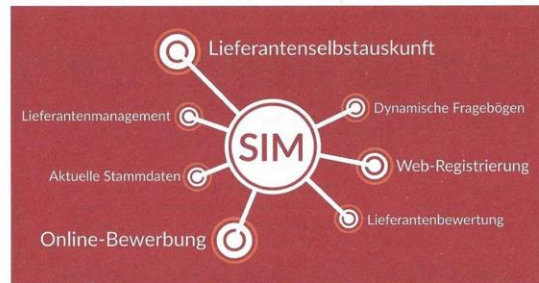 Lieferantenselbstauskunft
Lieferantenmanagement
Dynamische Fragebögen
SIM
Web-Registrierung
Aktuelle Stammdaten
Lieferantenbewertung
Online-Bewerbung